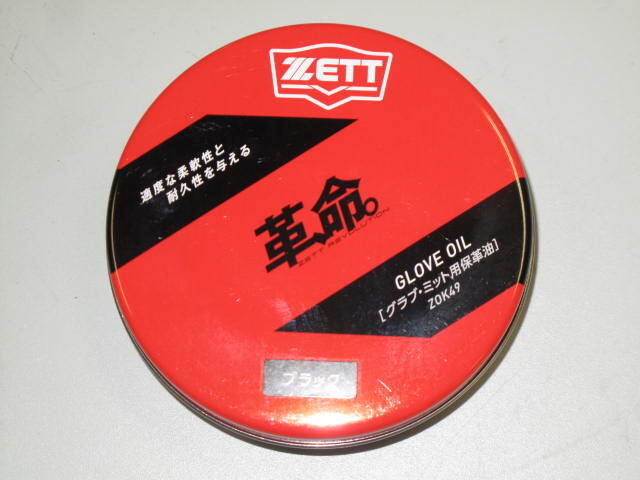 ZETT
適度な柔軟性と
耐久性を与える
革命。
ZETT REVOLUTION
GLOVE OIL
[グラブ・ミット用保革油]
ZOK49
ブラック